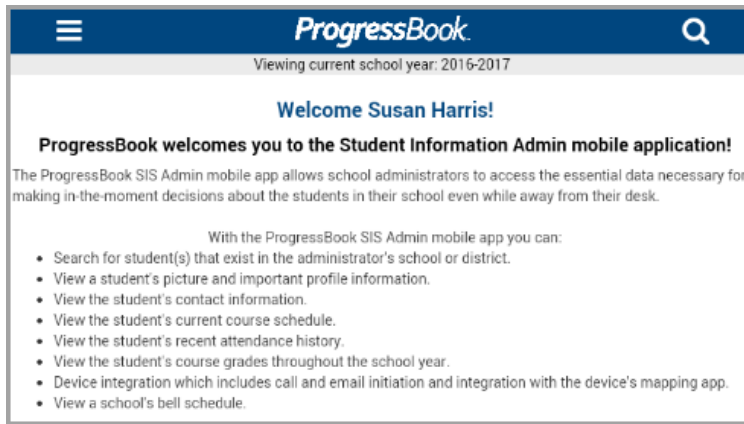 ProgressBook.
Viewing current school year: 2016-2017
Welcome Susan Harris!
ProgressBook welcomes you to the Student Information Admin mobile application!
The ProgressBook SIS Admin mobile app allows school administrators to access the essential data necessary for
making in-the-moment decisions about the students in their school even while away from their desk.
With the ProgressBook SIS Admin mobile app you can:
• Search for student(s) that exist in the administrator's school or district.
• View a student's picture and important profile information.
• View the student's contact information.
• View the student's current course schedule.
• View the student's recent attendance history.
• View the student's course grades throughout the school year.
• Device integration which includes call and email initiation and integration with the device's mapping app.
• View a school's bell schedule.